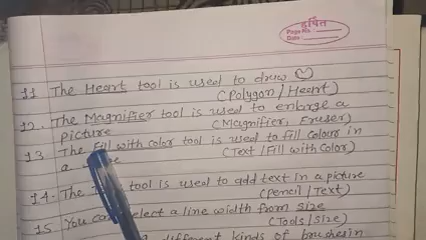 हर्षित
Page No.
Date
11. The Heart tool is used to draw ♡
(Polygon / Heart)
12. The Magnifier tool is used to enlarge a
picture (Magnifier, Eruser)
13 The Fill with color tool is used to fill colour in
a (Text / Fill with Color)
14. The tool is used to add text in a picture
(Pencil / Text)
15 You can select a line width from size
(Tools / Size)
different kinds of brushes in